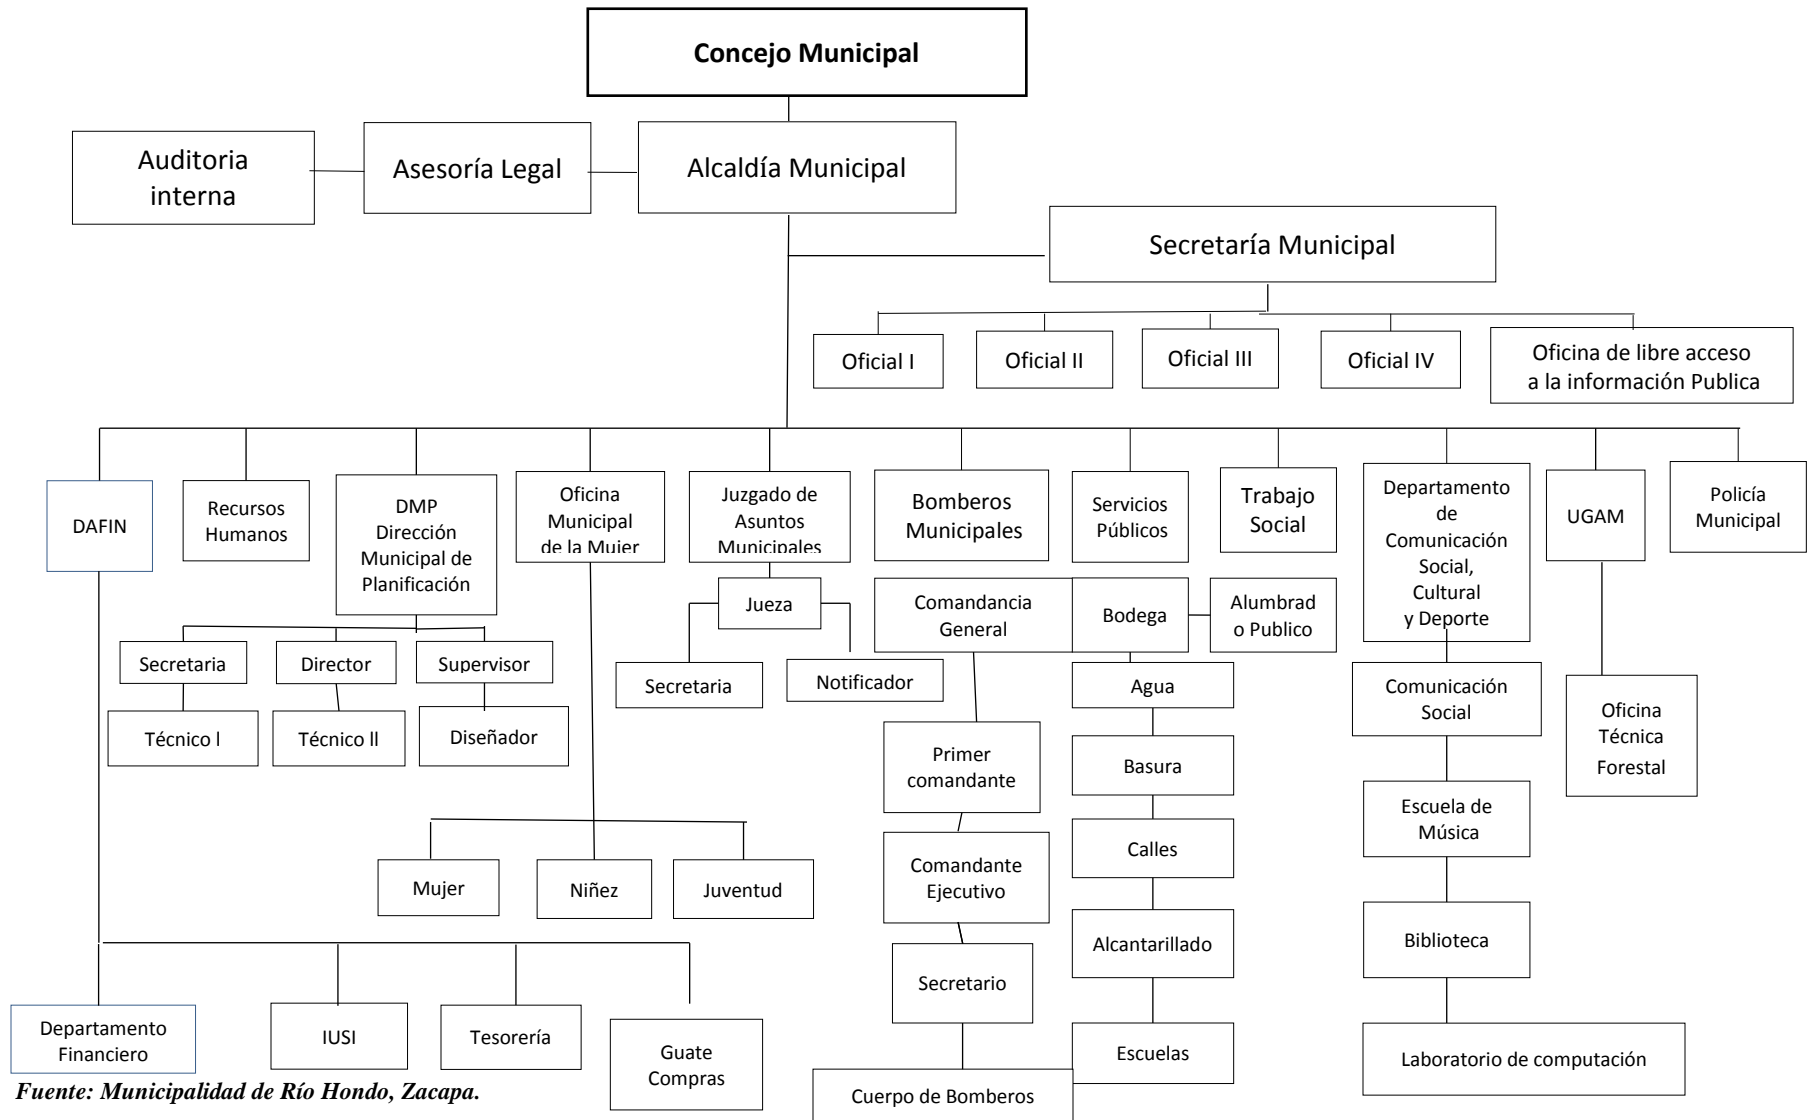 Concejo Municipal
Auditoria
interna
Asesoría Legal
Alcaldía Municipal
Secretaría Municipal
Oficial I
Oficial II
Oficial III
Oficial IV
Oficina de libre acceso
a la información Publica
DAFIN
Recursos
Humanos
DMP
Dirección
Municipal de
Planificación
Oficina
Municipal
de la Mujer
Juzgado de
Asuntos
Municipales
Bomberos
Municipales
Servicios
Públicos
Trabajo
Social
Departamento
de
Comunicación
Social,
Cultural
y Deporte
UGAM
Policía
Municipal
Jueza
Comandancia
General
Bodega
Alumbrad
o Publico
Secretaria
Director
Supervisor
Secretaria
Notificador
Agua
Comunicación
Social
Oficina
Técnica
Forestal
Técnico l
Técnico ll
Diseñador
Primer
comandante
Basura
Escuela de
Música
Calles
Mujer
Niñez
Juventud
Comandante
Ejecutivo
Alcantarillado
Biblioteca
Secretario
Departamento
Financiero
IUSI
Tesorería
Guate
Compras
Escuelas
Laboratorio de computación
Cuerpo de Bomberos
Fuente: Municipalidad de Río Hondo, Zacapa.